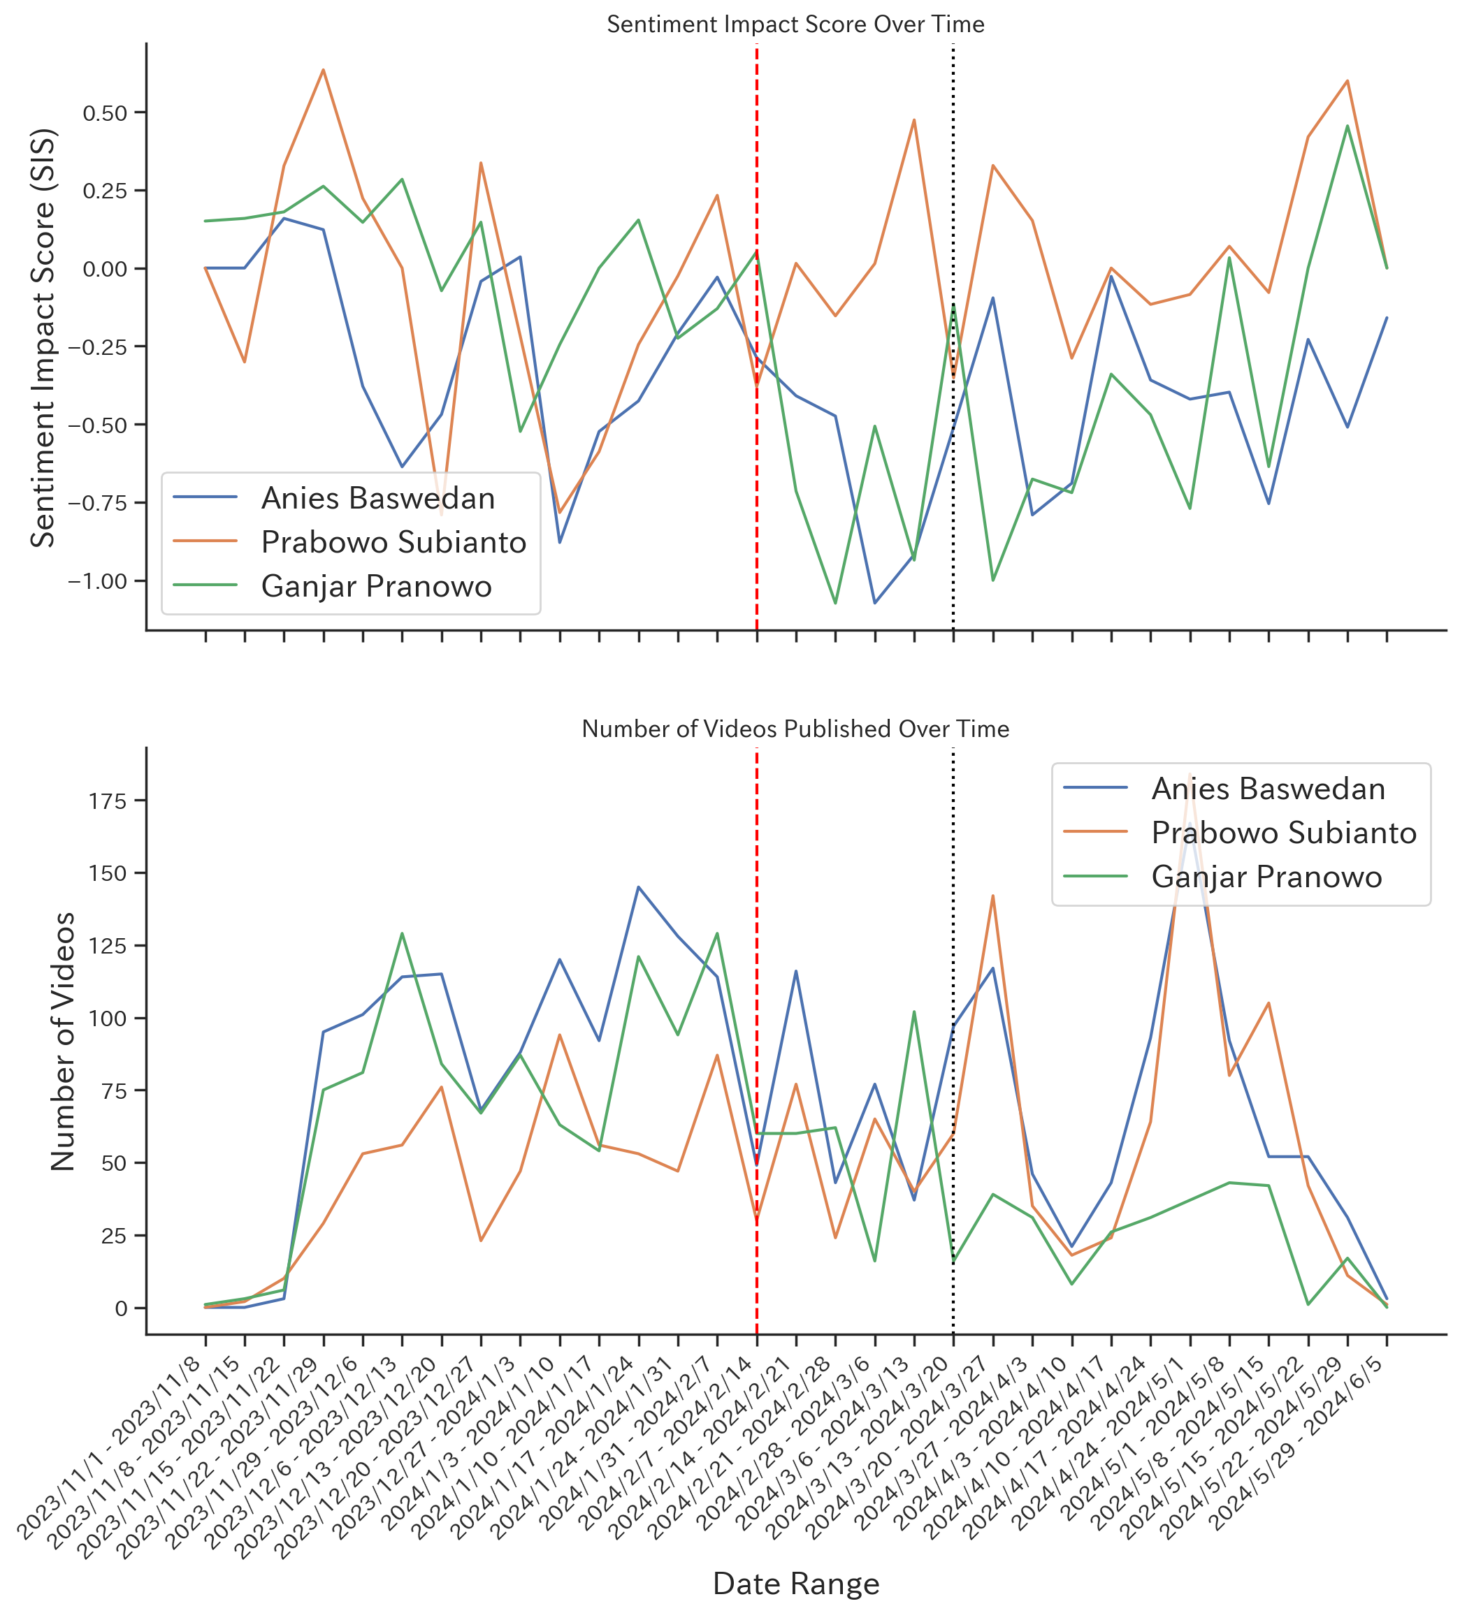 Sentiment Impact Score Over Time
Sentiment Impact Score (SIS)
0.50
0.25
0.00
−0.25
−0.50
−0.75
−1.00
Anies Baswedan
Prabowo Subianto
Ganjar Pranowo
Number of Videos Published Over Time
Number of Videos
175
150
125
100
75
50
25
0
Anies Baswedan
Prabowo Subianto
Ganjar Pranowo
2023/11/1 - 2023/11/8
2023/11/8 - 2023/11/15
2023/11/15 - 2023/11/22
2023/11/22 - 2023/11/29
2023/11/29 - 2023/12/6
2023/12/6 - 2023/12/13
2023/12/13 - 2023/12/20
2023/12/20 - 2023/12/27
2023/12/27 - 2024/1/3
2024/1/3 - 2024/1/10
2024/1/10 - 2024/1/17
2024/1/17 - 2024/1/24
2024/1/24 - 2024/1/31
2024/1/31 - 2024/2/7
2024/2/7 - 2024/2/14
2024/2/14 - 2024/2/21
2024/2/21 - 2024/2/28
2024/2/28 - 2024/3/6
2024/3/6 - 2024/3/13
2024/3/13 - 2024/3/20
2024/3/20 - 2024/3/27
2024/3/27 - 2024/4/3
2024/4/3 - 2024/4/10
2024/4/10 - 2024/4/17
2024/4/17 - 2024/4/24
2024/4/24 - 2024/5/1
2024/5/1 - 2024/5/8
2024/5/8 - 2024/5/15
2024/5/15 - 2024/5/22
2024/5/22 - 2024/5/29
2024/5/29 - 2024/6/5
Date Range